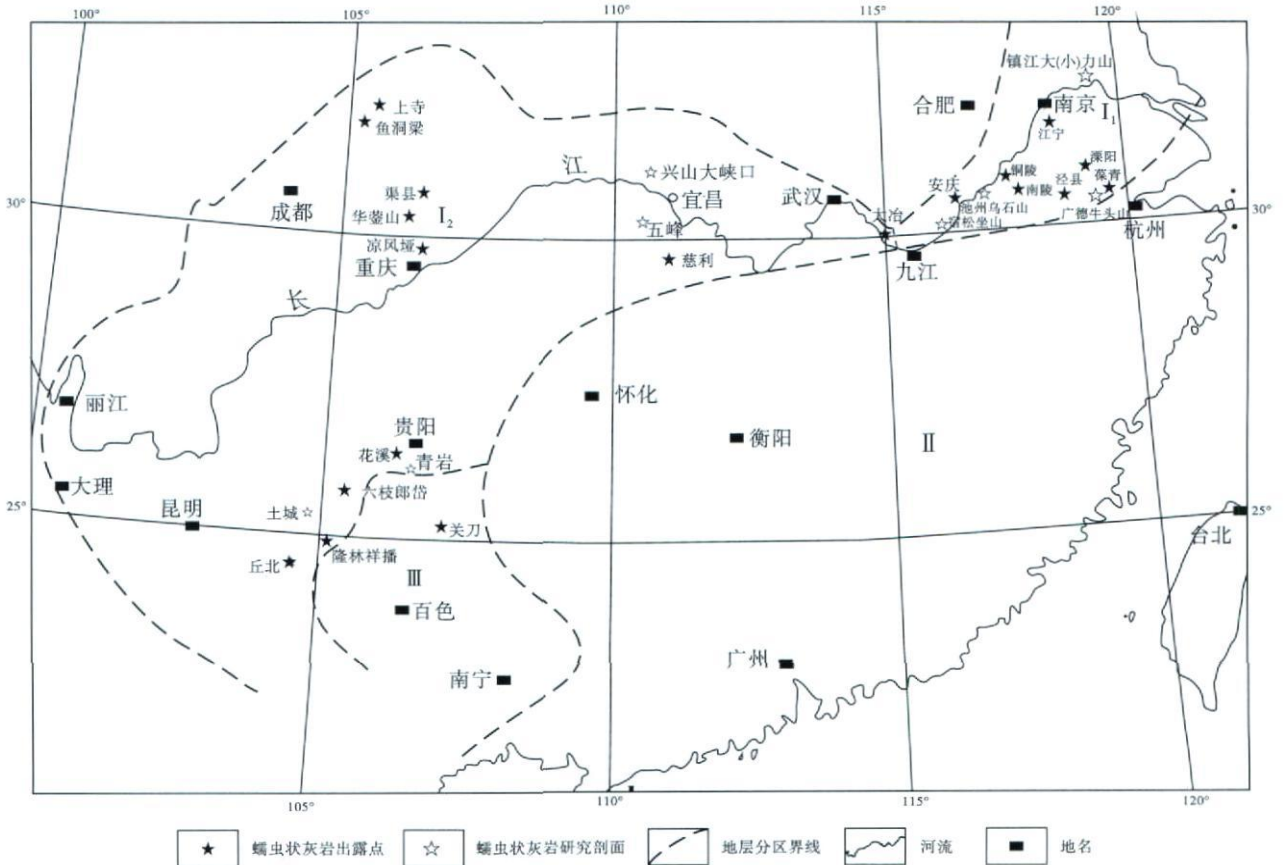 100°
105°
110°
115°
120°
镇江大(小)力山
合肥
南京
I₁
江宁
上寺
鱼洞梁
溧阳
铜陵
泾县
葆青
南陵
安庆
池州乌石山
广德牛头山
宿松坐山
杭州
江
兴山大峡口
宜昌
武汉
大冶
九江
五峰
慈利
渠县
成都
华蓥山
I₂
凉风垭
重庆
长
30°
30°
丽江
怀化
贵阳
衡阳
II
花溪
青岩
大理
六枝郎岱
昆明
土城
关刀
25°
25°
台北
丘北
隆林祥播
III
百色
广州
南宁
105°
110°
115°
120°
蠕虫状灰岩出露点
蠕虫状灰岩研究剖面
地层分区界线
河流
地名